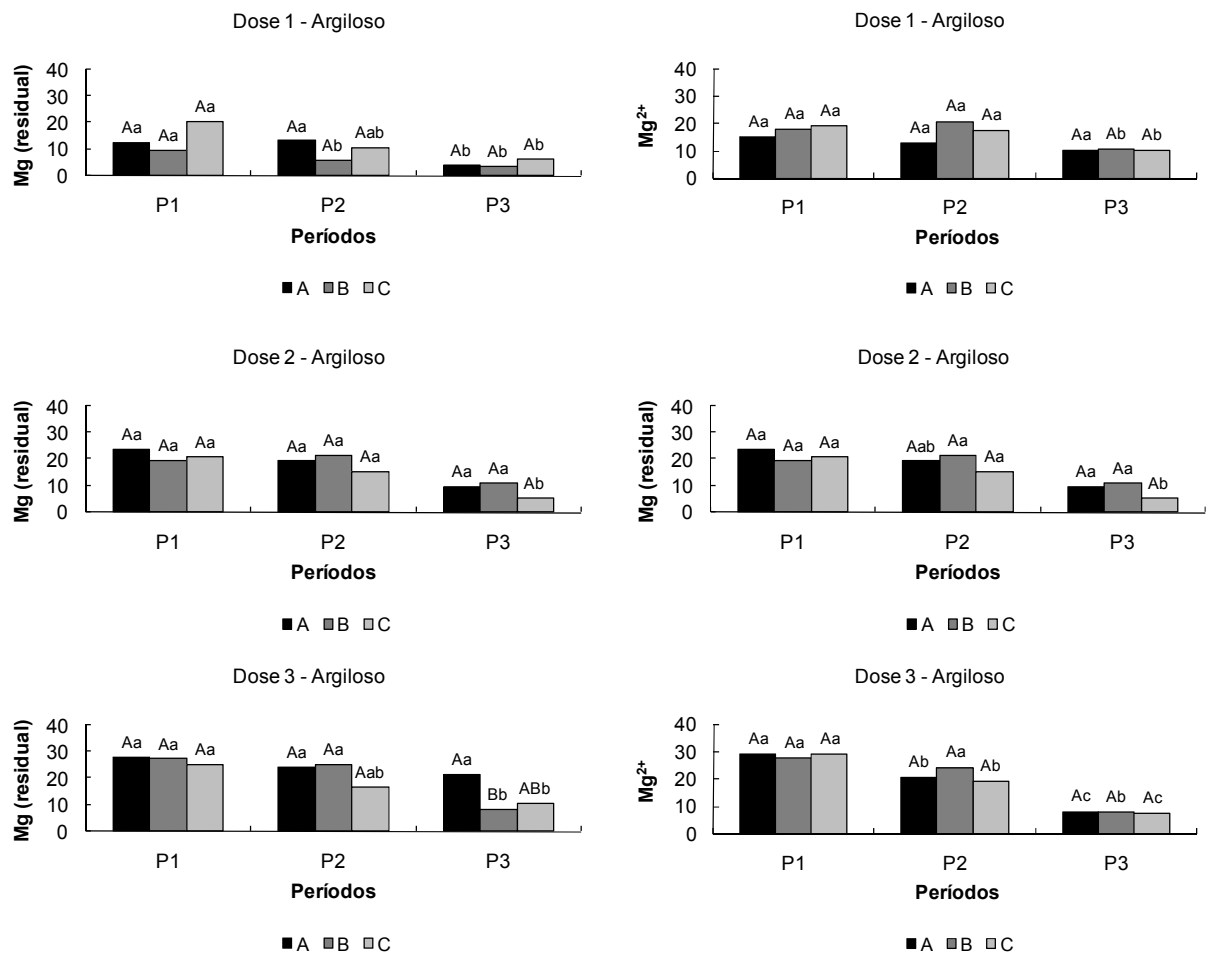 Dose 1 - Argiloso
Mg (residual)
40
30
20
10
0
Aa Aa Aa
Aa Ab Aab
Ab Ab Ab
P1 P2 P3
Períodos
A B C
Dose 1 - Argiloso
Mg2+
40
30
20
10
0
Aa Aa Aa
Aa Aa Aa
Aa Ab Ab
P1 P2 P3
Períodos
A B C
Dose 2 - Argiloso
Mg (residual)
40
30
20
10
0
Aa Aa Aa
Aa Aa Aa
Aa Aa Ab
P1 P2 P3
Períodos
A B C
Dose 2 - Argiloso
Mg (residual)
40
30
20
10
0
Aa Aa Aa
Aab Aa Aa
Aa Aa Ab
P1 P2 P3
Períodos
A B C
Dose 3 - Argiloso
Mg (residual)
40
30
20
10
0
Aa Aa Aa
Aa Aa Aab
Aa Bb ABb
P1 P2 P3
Períodos
A B C
Dose 3 - Argiloso
Mg2+
40
30
20
10
0
Aa Aa Aa
Ab Aa Ab
Ac Ab Ac
P1 P2 P3
Períodos
A B C